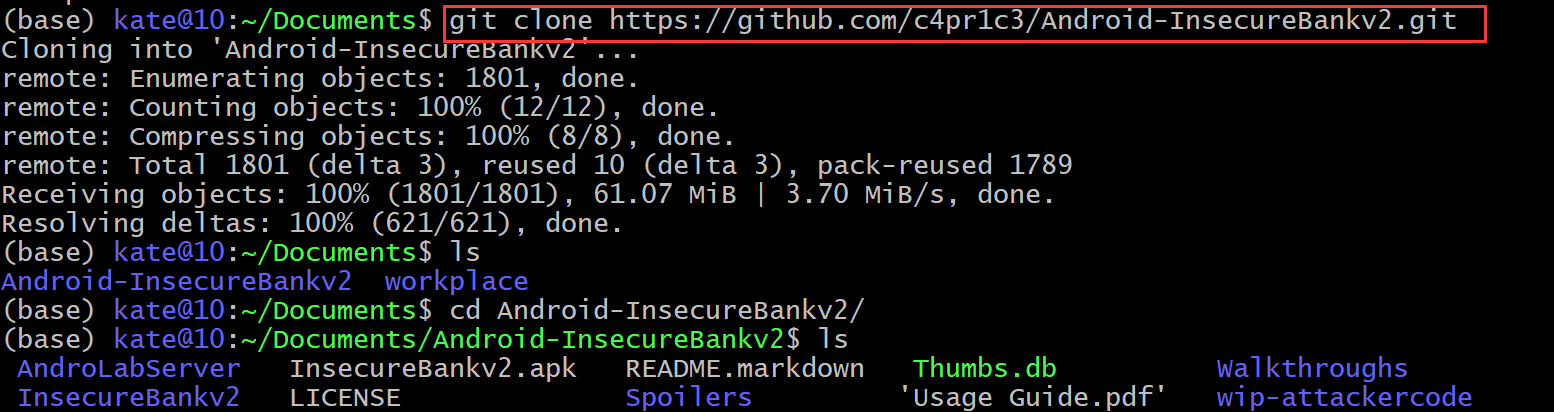 (base) kate@10:~/Documents$ git clone https://github.com/c4pr1c3/Android-InsecureBankv2.git
Cloning into 'Android-InsecureBankv2'...
remote: Enumerating objects: 1801, done.
remote: Counting objects: 100% (12/12), done.
remote: Compressing objects: 100% (8/8), done.
remote: Total 1801 (delta 3), reused 10 (delta 3), pack-reused 1789
Receiving objects: 100% (1801/1801), 61.07 MiB | 3.70 MiB/s, done.
Resolving deltas: 100% (621/621), done.
(base) kate@10:~/Documents$ ls
Android-InsecureBankv2  workplace
(base) kate@10:~/Documents$ cd Android-InsecureBankv2/
(base) kate@10:~/Documents/Android-InsecureBankv2$ ls
 AndroLabServer   InsecureBankv2.apk   README.markdown   Thumbs.db          Walkthroughs
 InsecureBankv2   LICENSE              Spoilers         'Usage Guide.pdf'   wip-attackercode